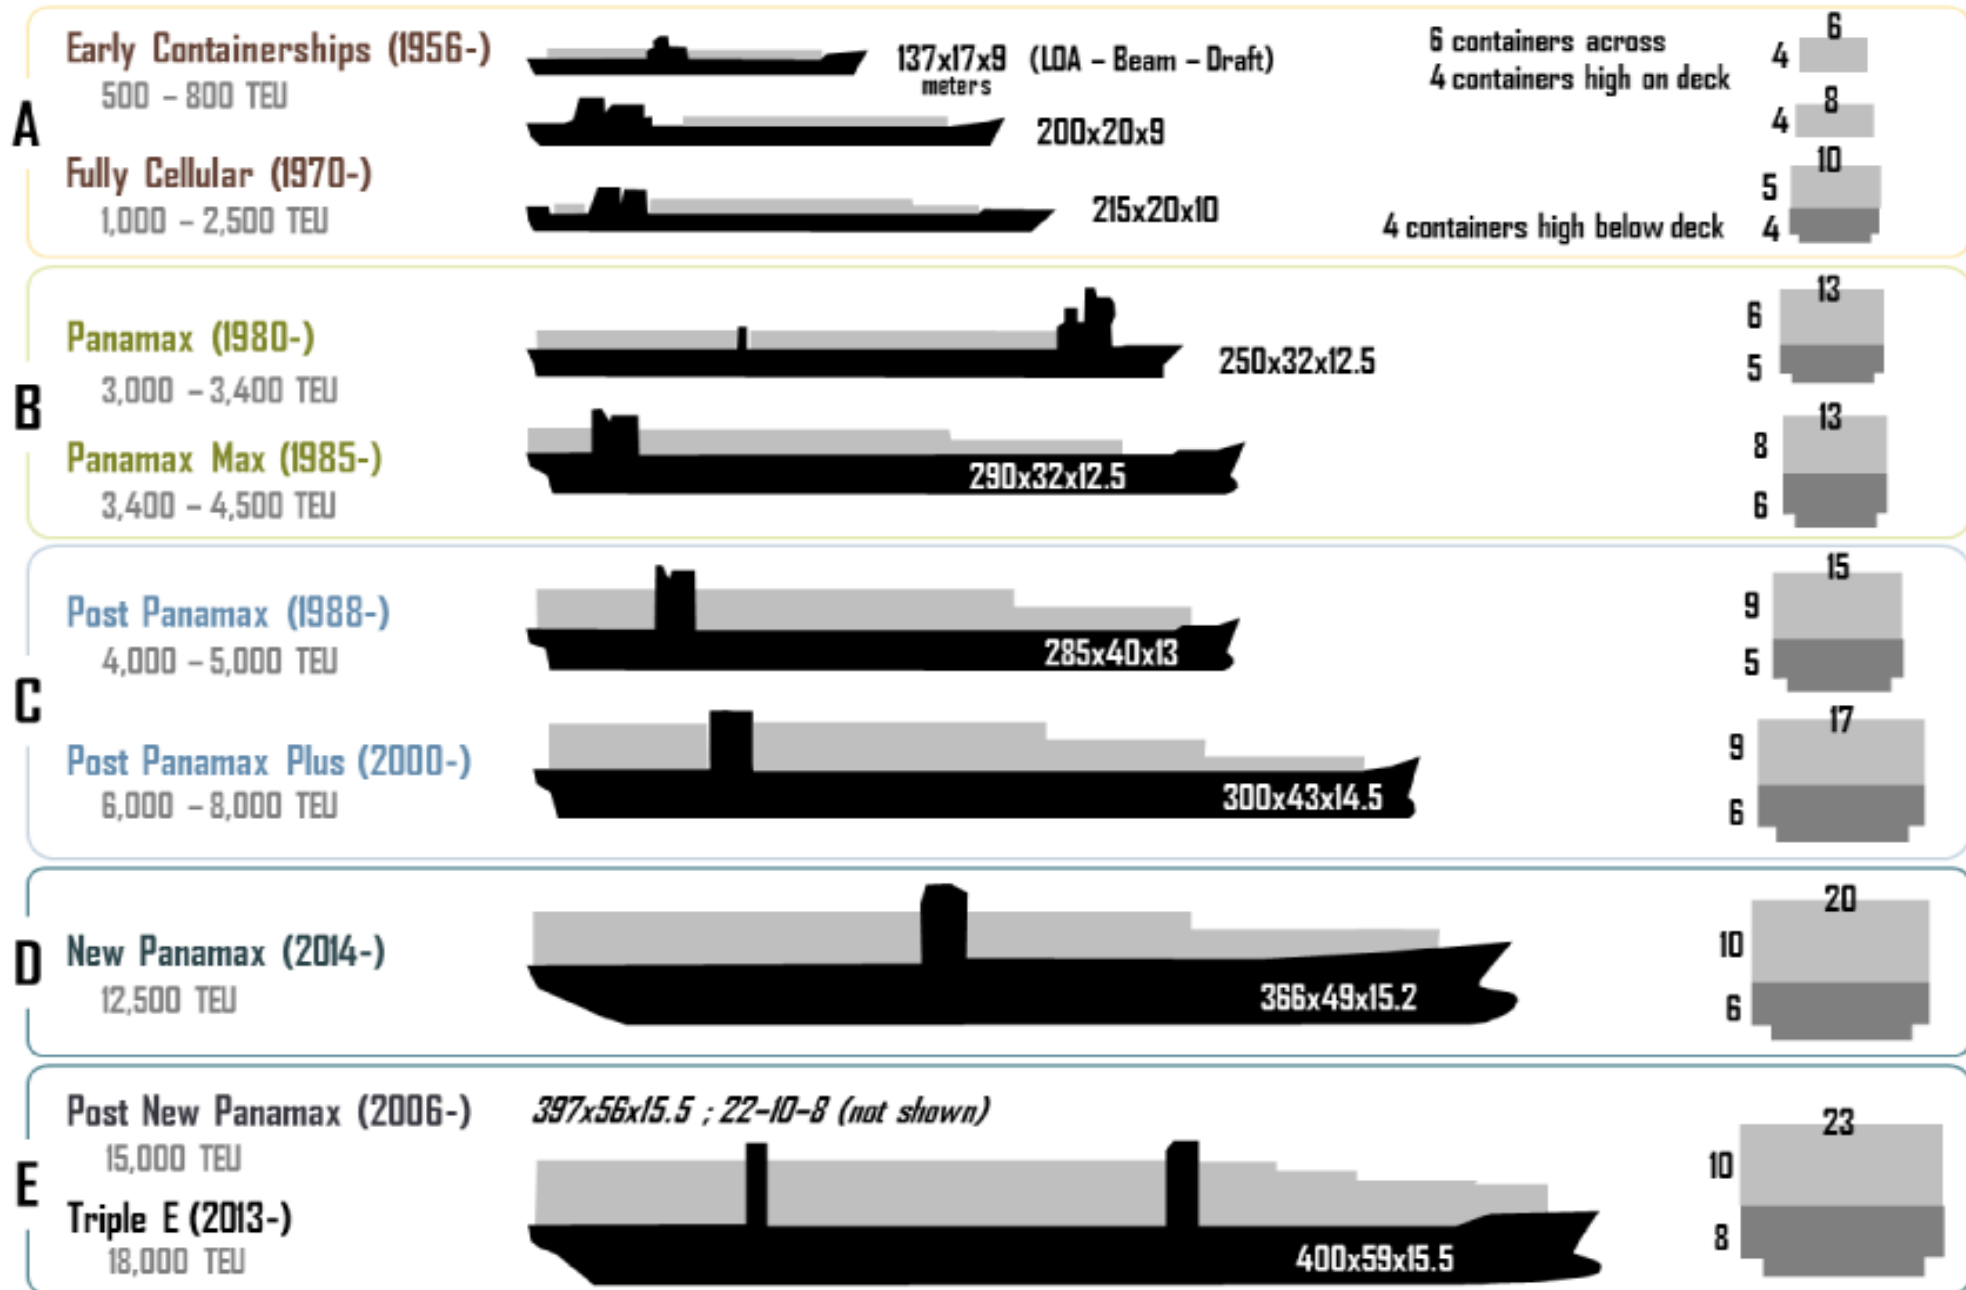 A
Early Containerships (1956-)
500 – 800 TEU
137x17x9 (LOA – Beam – Draft)
meters
6 containers across
4 containers high on deck
6
4
200x20x9
8
4
Fully Cellular (1970-)
1,000 – 2,500 TEU
215x20x10
4 containers high below deck
10
5
4
B
Panamax (1980-)
3,000 – 3,400 TEU
250x32x12.5
13
6
5
Panamax Max (1985-)
3,400 – 4,500 TEU
290x32x12.5
13
8
6
C
Post Panamax (1988-)
4,000 – 5,000 TEU
285x40x13
15
9
5
Post Panamax Plus (2000-)
6,000 – 8,000 TEU
300x43x14.5
17
9
6
D
New Panamax (2014-)
12,500 TEU
366x49x15.2
20
10
6
E
Post New Panamax (2006-)
15,000 TEU
397x56x15.5 ; 22–10–8 (not shown)
Triple E (2013-)
18,000 TEU
400x59x15.5
23
10
8